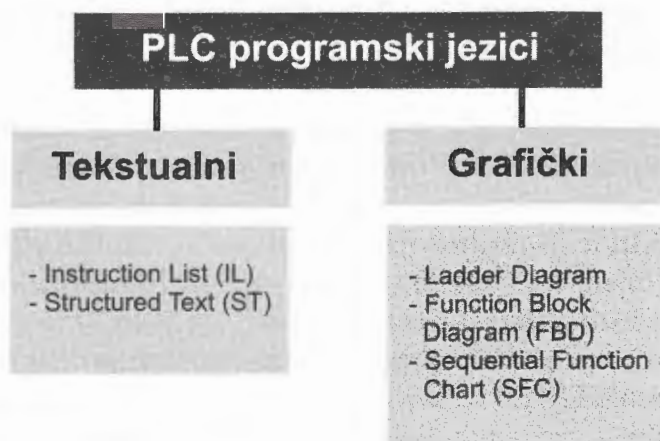 PLC programski jezici
Tekstualni
- Instruction List (IL)
- Structured Text (ST)
Grafički
- Ladder Diagram
- Function Block
Diagram (FBD)
- Sequential Function
Chart (SFC)